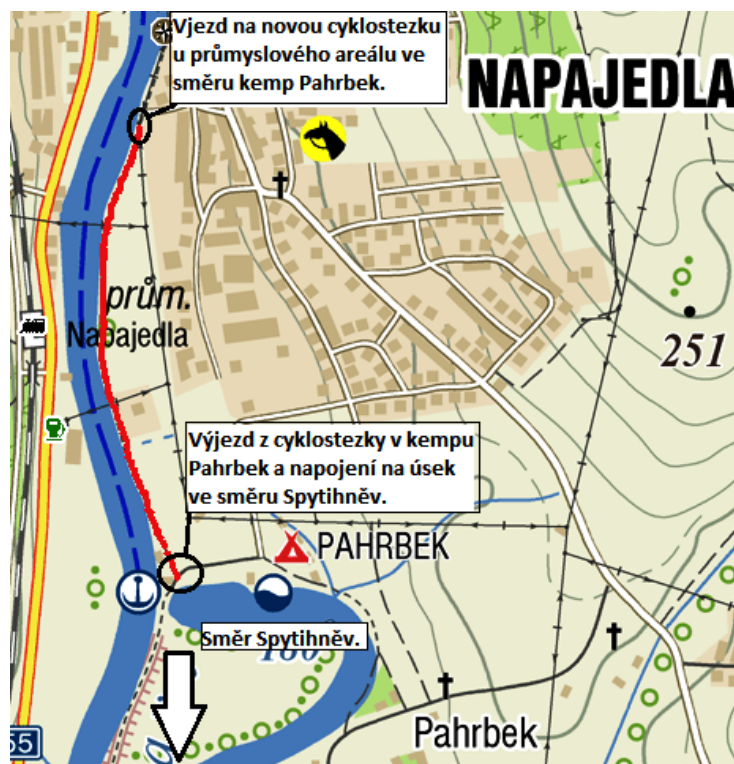 Vjezd na novou cyklostezku
u průmyslového areálu ve
směru kemp Pahrbek.
NAPAJEDLA
prům.
Napajedla
251
Výjezd z cyklostezky v kempu
Pahrbek a napojení na úsek
ve směru Spytihněv.
PAHRBEK
Směr Spytihněv.
Pahrbek
55